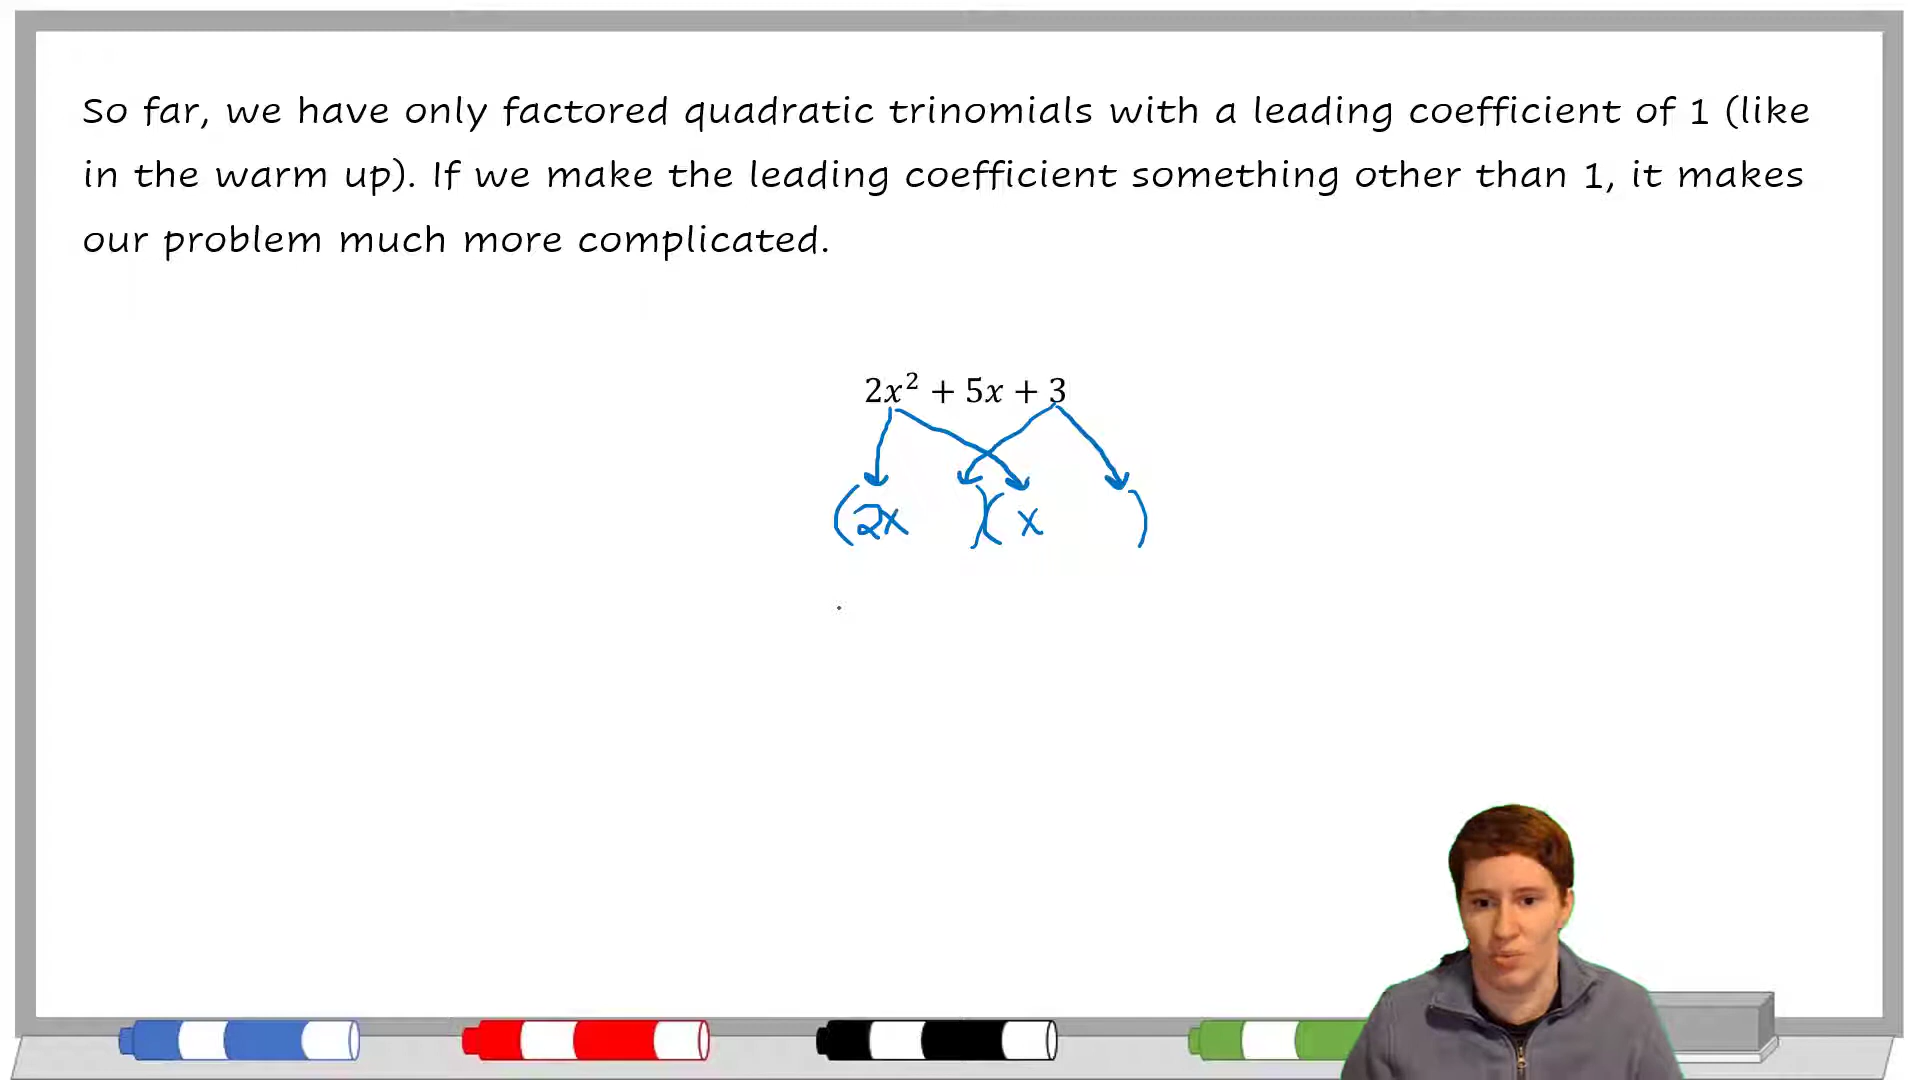 So far, we have only factored quadratic trinomials with a leading coefficient of 1 (like
in the warm up). If we make the leading coefficient something other than 1, it makes
our problem much more complicated.
2x² + 5x + 3
(2x )(x )